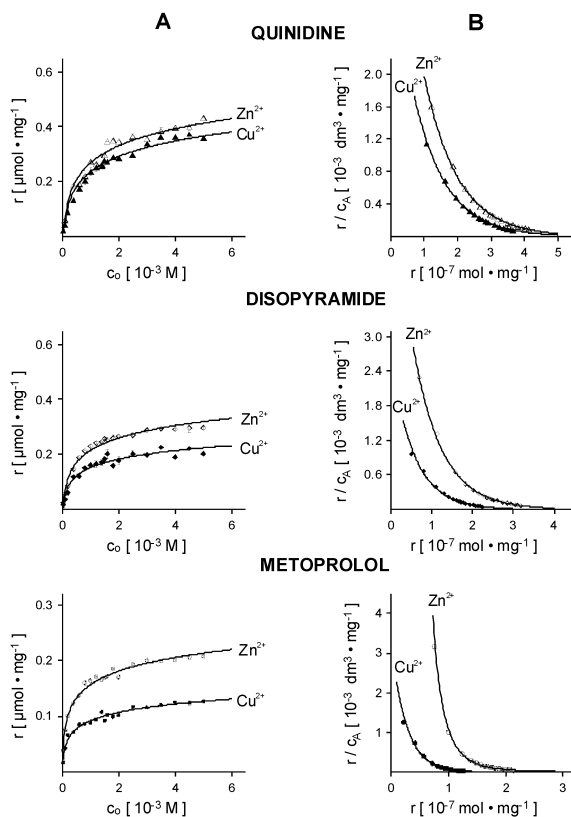 A
B
QUINIDINE
r [ μmol • mg⁻¹ ]
0.6
0.4
0.2
0
2
4
6
c₀ [ 10⁻³ M ]
Zn²⁺
Cu²⁺
r / cA [ 10⁻³ dm³ • mg⁻¹ ]
2.0
1.6
1.2
0.8
0.4
0
1
2
3
4
5
r [ 10⁻⁷ mol • mg⁻¹ ]
Zn²⁺
Cu²⁺
DISOPYRAMIDE
r [ μmol • mg⁻¹ ]
0.6
0.4
0.2
0
2
4
6
c₀ [ 10⁻³ M ]
Zn²⁺
Cu²⁺
r / cA [ 10⁻³ dm³ • mg⁻¹ ]
3.0
2.4
1.8
1.2
0.6
0
1
2
3
4
r [ 10⁻⁷ mol • mg⁻¹ ]
Zn²⁺
Cu²⁺
METOPROLOL
r [ μmol • mg⁻¹ ]
0.3
0.2
0.1
0
2
4
6
c₀ [ 10⁻³ M ]
Zn²⁺
Cu²⁺
r / cA [ 10⁻³ dm³ • mg⁻¹ ]
4
3
2
1
0
1
2
3
r [ 10⁻⁷ mol • mg⁻¹ ]
Zn²⁺
Cu²⁺